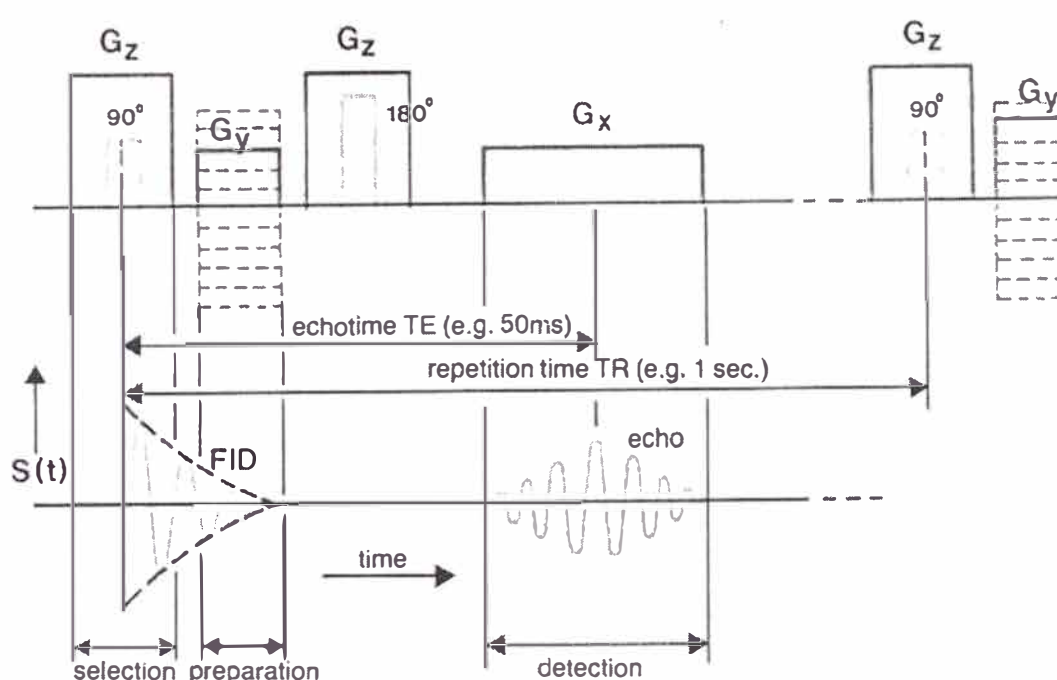 Gz
Gz
Gz
90°
180°
90°
Gy
Gx
Gy
echotime TE (e.g. 50ms)
repetition time TR (e.g. 1 sec.)
S(t)
FID
echo
time
selection
preparation
detection